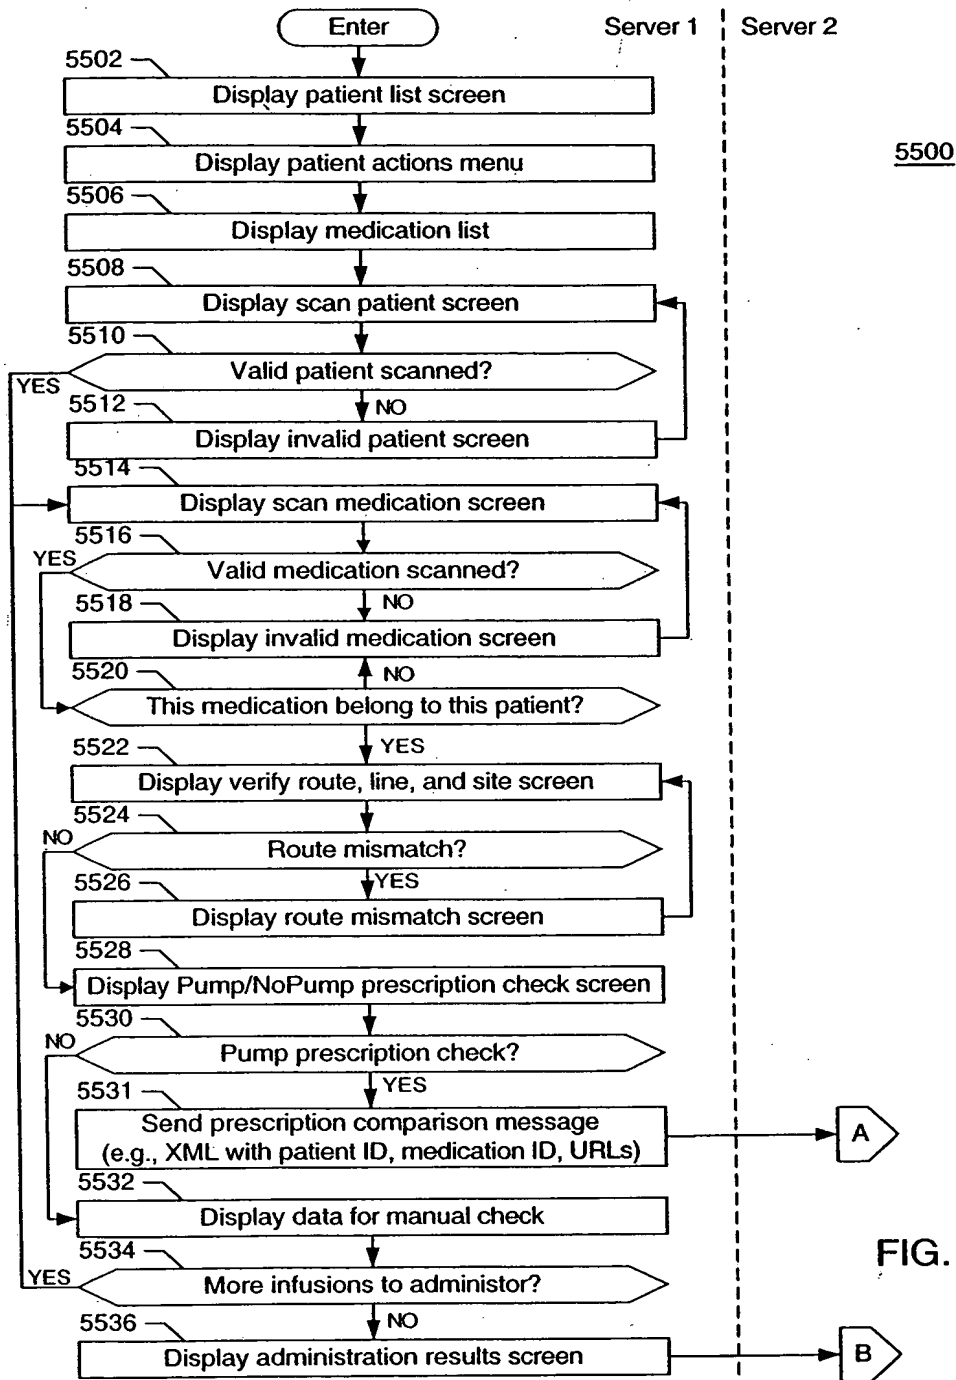 Enter
Server 1
Server 2
5502
Display patient list screen
5504
Display patient actions menu
5500
5506
Display medication list
5508
Display scan patient screen
5510
Valid patient scanned?
YES
NO
5512
Display invalid patient screen
5514
Display scan medication screen
5516
YES
Valid medication scanned?
NO
5518
Display invalid medication screen
5520
NO
This medication belong to this patient?
YES
5522
Display verify route, line, and site screen
5524
NO
Route mismatch?
YES
5526
Display route mismatch screen
5528
Display Pump/NoPump prescription check screen
5530
NO
Pump prescription check?
YES
5531
Send prescription comparison message
(e.g., XML with patient ID, medication ID, URLs)
A
5532
Display data for manual check
5534
FIG.
YES
More infusions to administor?
NO
5536
Display administration results screen
B